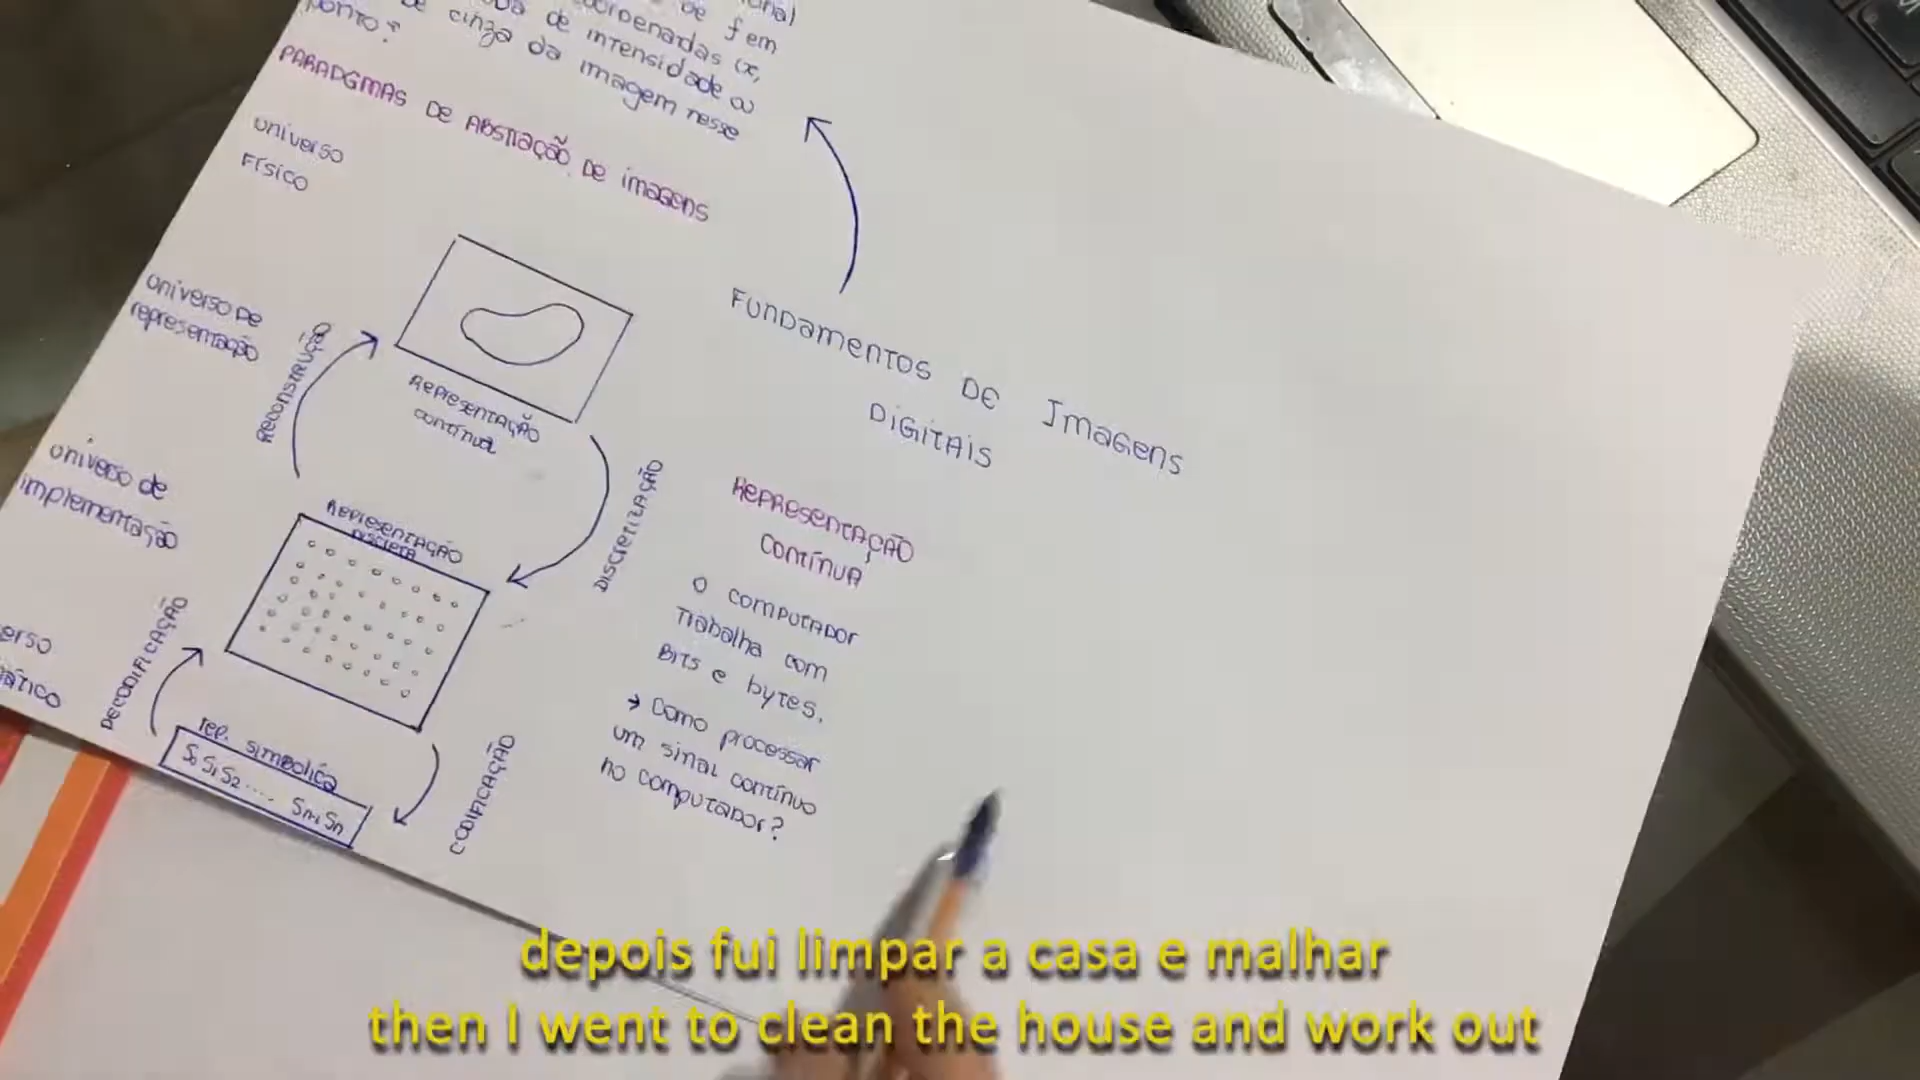 de f em
coordenadas (x,
de intensidade ou
de cinza da imagem nesse
ponto?
PARADGMAS DE ABSTRAÇÃO DE imagens
universo
Físico
universo de
representação
RECONSTRUÇÃO
REPRESENTAÇÃO
contínua
DISCRETIZAÇÃO
universo de
implementação
REPRESENTAÇÃO
DISCRETA
DECODIFICAÇÃO
rep. simbolica
S0 S1 S2 ..... Sn-1 Sn
CODIFICAÇÃO
Fundamentos de Imagens
DIGITAIS
REPRESENTAÇÃO
CONTÍNUA
O COMPUTADOR
Trabalha com
BITS e bytes.
→ Como processar
um sinal contínuo
no computador?
depois fui limpar a casa e malhar
then I went to clean the house and work out